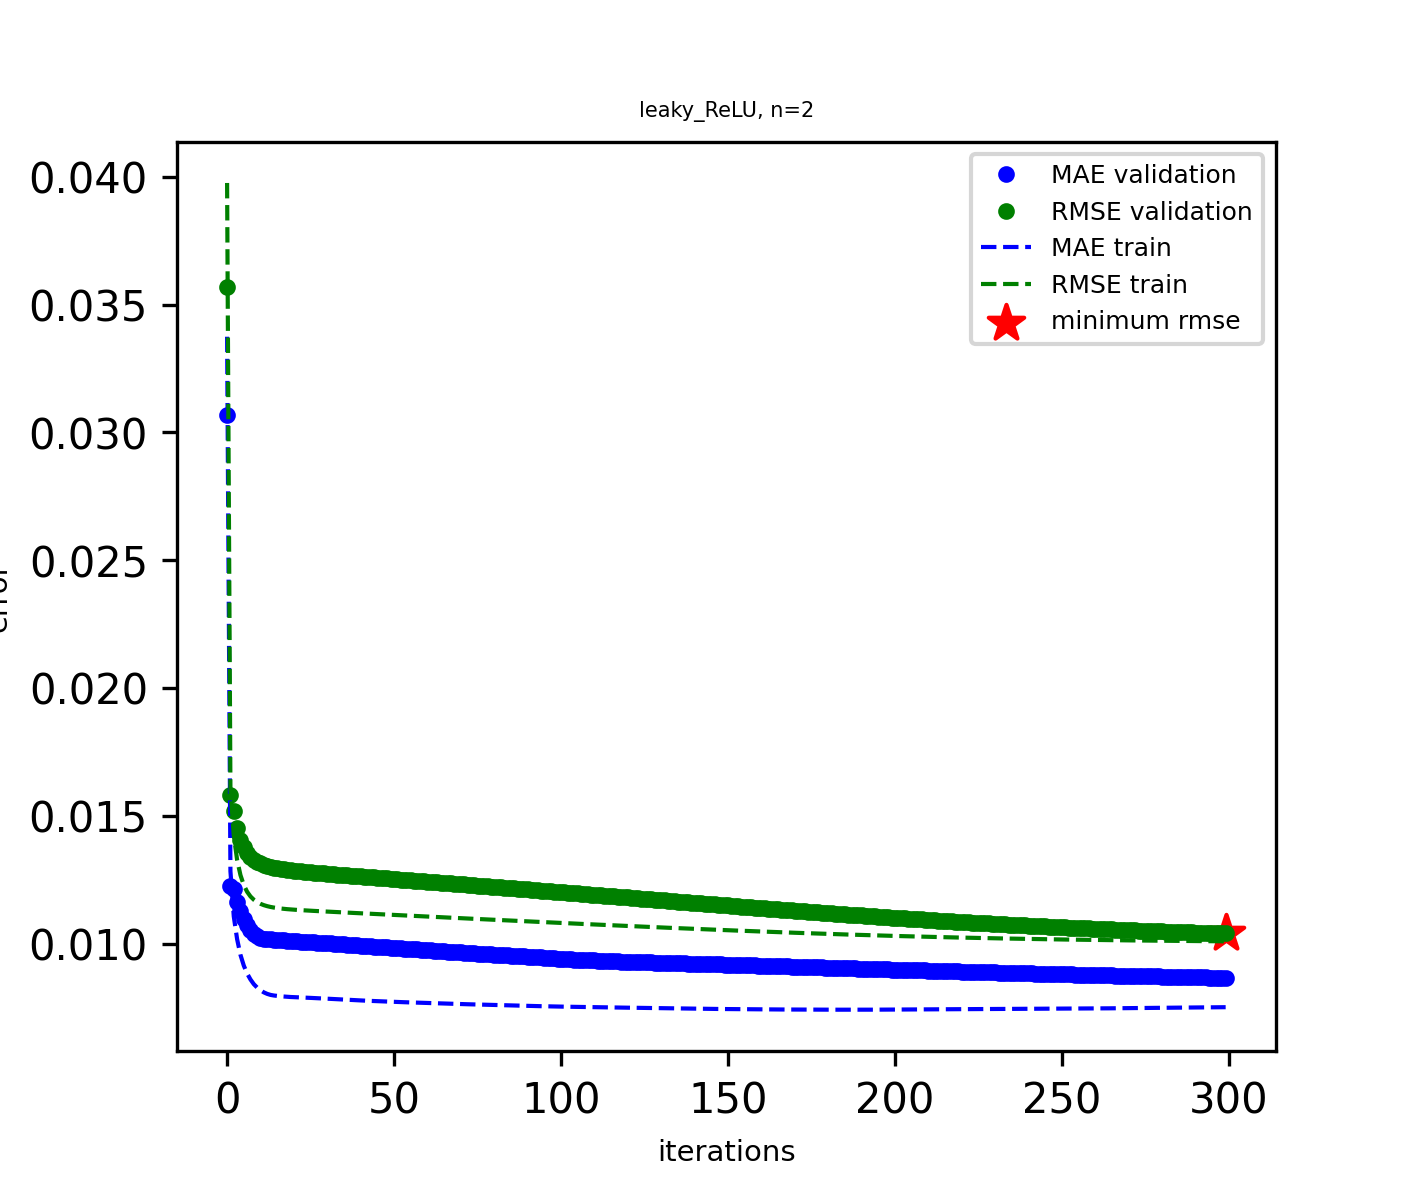 leaky_ReLU, n=2
0.040
0.035
0.030
0.025
0.020
0.015
0.010
MAE validation
RMSE validation
MAE train
RMSE train
minimum rmse
0 50 100 150 200 250 300
iterations